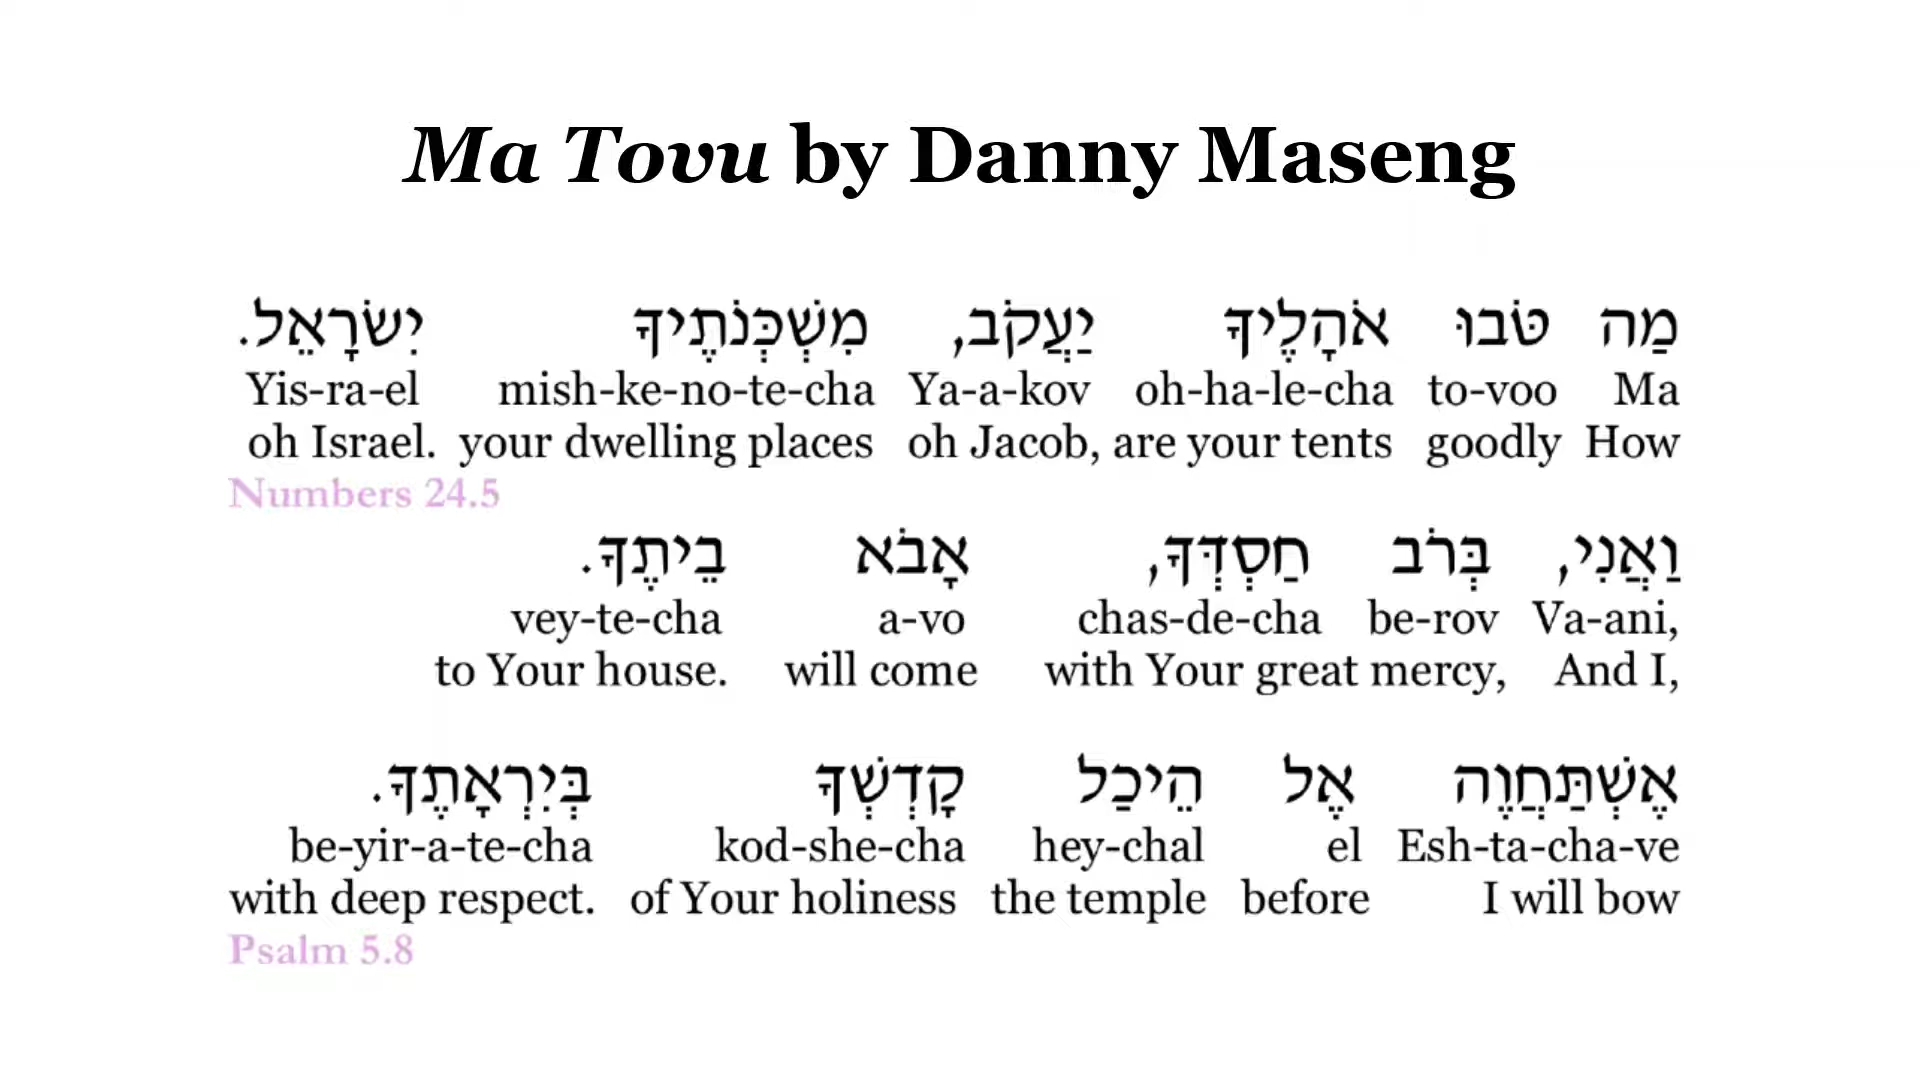 Ma Tovu by Danny Maseng
מַה טֹּבוּ אֹהָלֶיךָ יַעֲקֹב, מִשְׁכְּנֹתֶיךָ יִשְׂרָאֵל.
Yis-ra-el mish-ke-no-te-cha Ya-a-kov oh-ha-le-cha to-voo Ma
oh Israel. your dwelling places oh Jacob, are your tents goodly How
Numbers 24.5
וַאֲנִי, בְּרֹב חַסְדְּךָ, אָבֹא בֵיתֶךָ.
vey-te-cha a-vo chas-de-cha be-rov Va-ani,
to Your house. will come with Your great mercy, And I,
אֶשְׁתַּחֲוֶה אֶל הֵיכַל קָדְשְׁךָ בְּיִרְאָתֶךָ.
be-yir-a-te-cha kod-she-cha hey-chal el Esh-ta-cha-ve
with deep respect. of Your holiness the temple before I will bow
Psalm 5.8